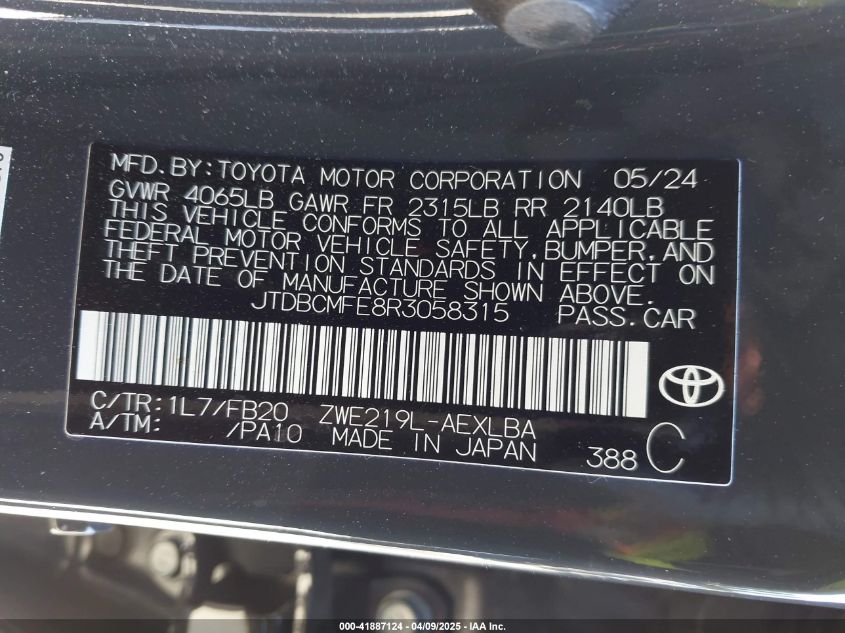 MFD.BY:TOYOTA MOTOR CORPORATION 05/24
GVWR 4065LB GAWR FR 2315LB RR 2140LB
THIS VEHICLE CONFORMS TO ALL APPLICABLE
FEDERAL MOTOR VEHICLE SAFETY,BUMPER,AND
THEFT PREVENTION STANDARDS IN EFFECT ON
THE DATE OF MANUFACTURE SHOWN ABOVE.
JTDBCMFE8R3058315 PASS.CAR
C/TR:1L7/FB20 ZWE219L-AEXLBA
A/TM: /PA10 MADE IN JAPAN 388 C
000-41887124 - 04/09/2025 - IAA Inc.